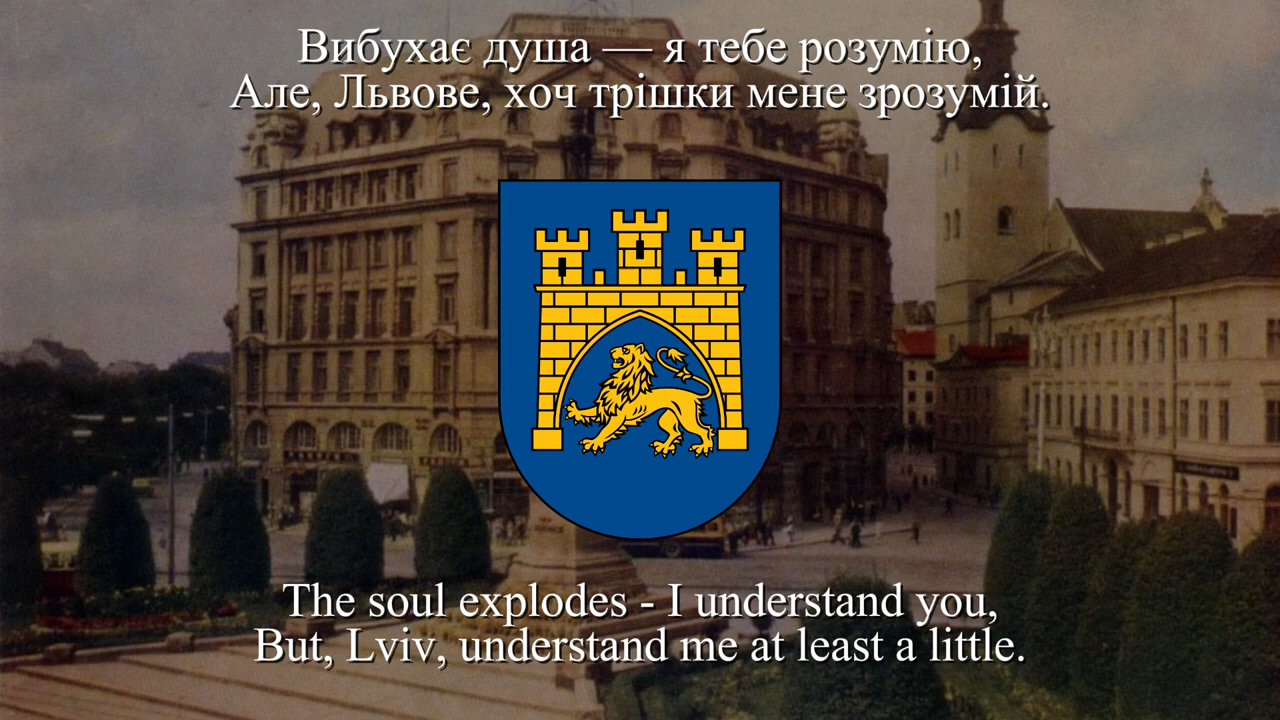 Вибухає душа — я тебе розумію,
Але, Львове, хоч трішки мене зрозумій.
The soul explodes - I understand you,
But, Lviv, understand me at least a little.